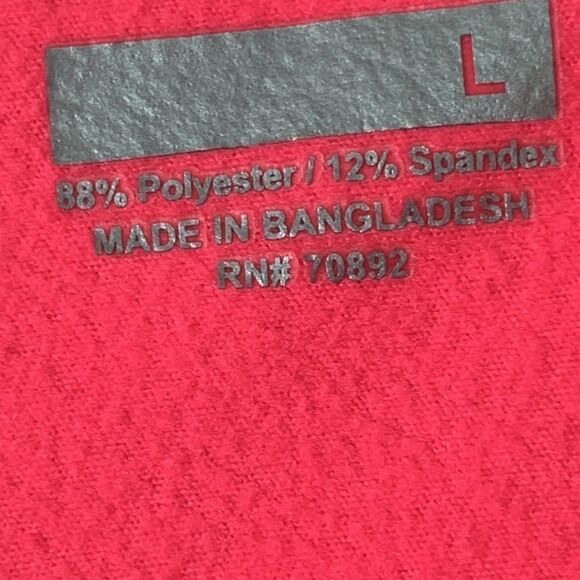 L
88% Polyester / 12% Spandex
MADE IN BANGLADESH
RN# 70892